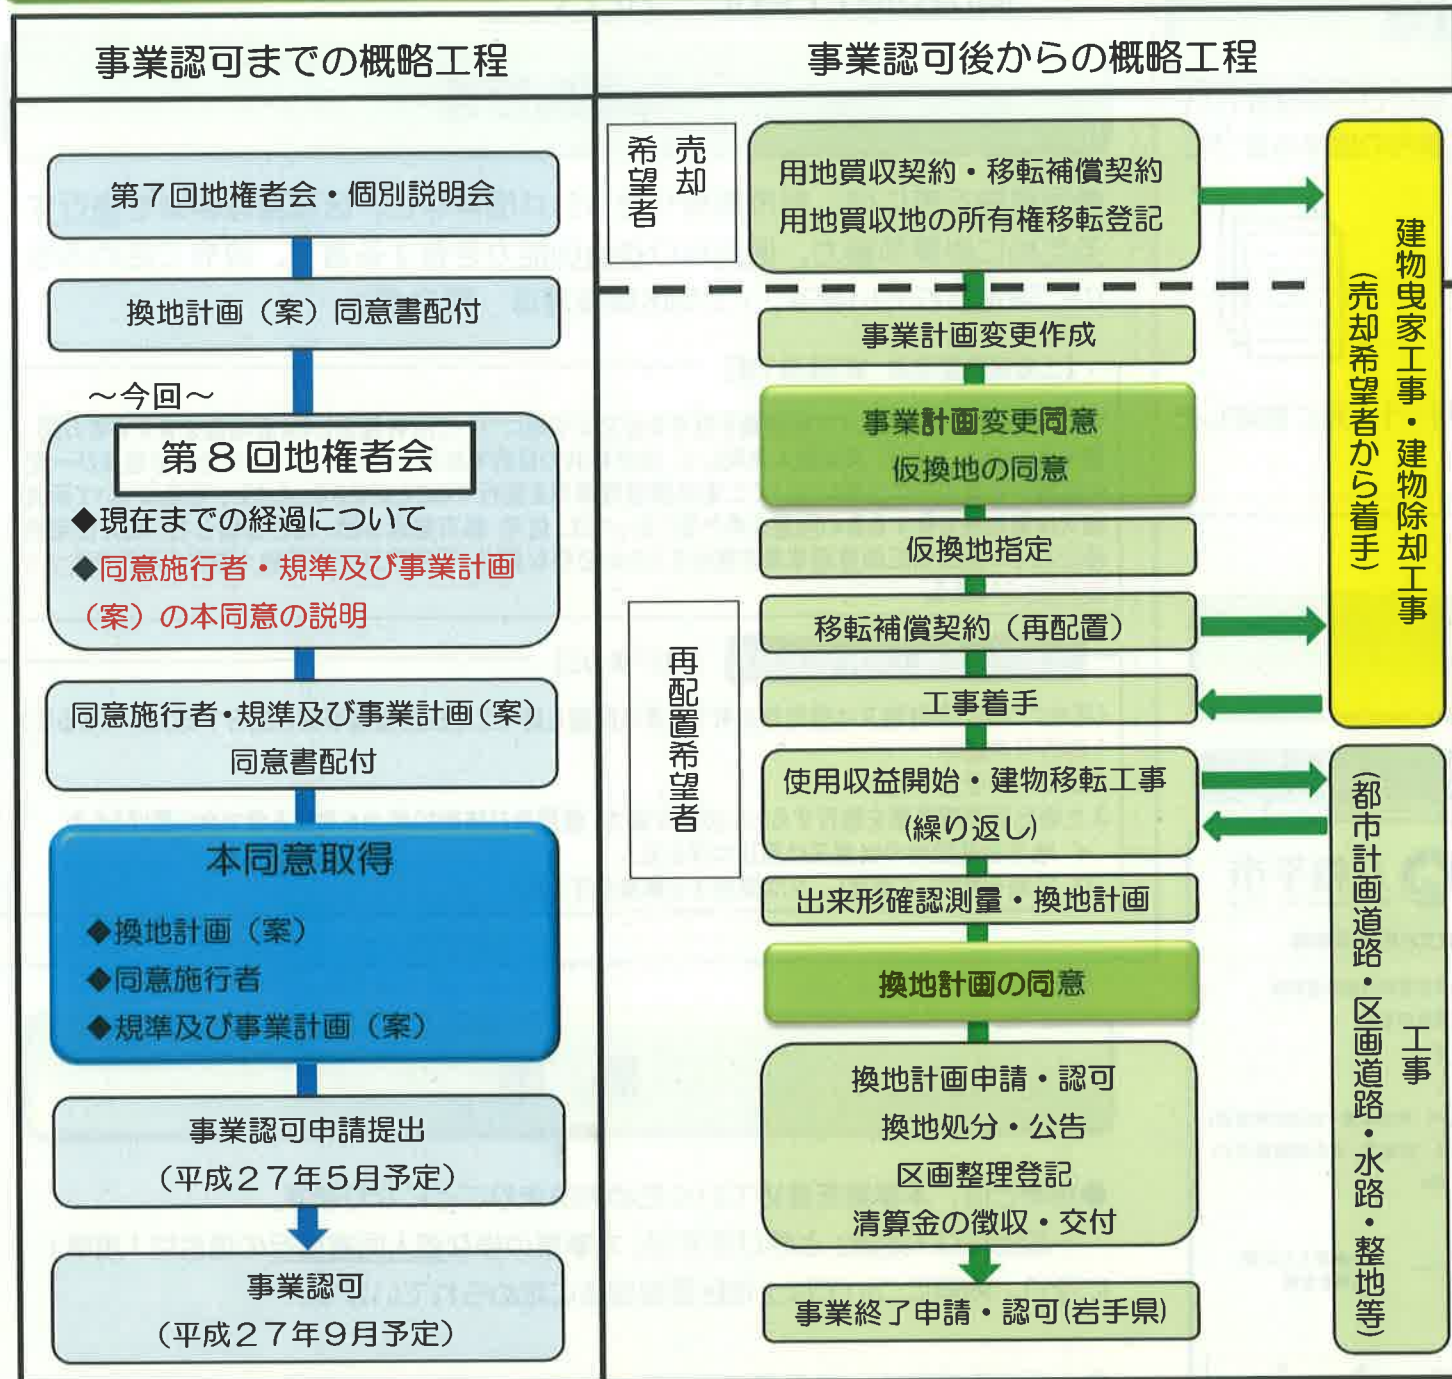 事業認可までの概略工程
第7回地権者会・個別説明会
換地計画（案）同意書配付
～今回～
第８回地権者会
◆現在までの経過について
◆同意施行者・規準及び事業計画
（案）の本同意の説明
同意施行者・規準及び事業計画（案）
同意書配付
本同意取得
◆換地計画（案）
◆同意施行者
◆規準及び事業計画（案）
事業認可申請提出
（平成２７年５月予定）
事業認可
（平成２７年９月予定）
事業認可後からの概略工程
売却
希望者
用地買収契約・移転補償契約
用地買収地の所有権移転登記
事業計画変更作成
事業計画変更同意
仮換地の同意
仮換地指定
再配置希望者
移転補償契約（再配置）
工事着手
使用収益開始・建物移転工事
(繰り返し)
出来形確認測量・換地計画
換地計画の同意
換地計画申請・認可
換地処分・公告
区画整理登記
清算金の徴収・交付
事業終了申請・認可(岩手県)
建物曳家工事・建物除却工事
（売却希望者から着手）
工事
（都市計画道路・区画道路・水路・整地等）